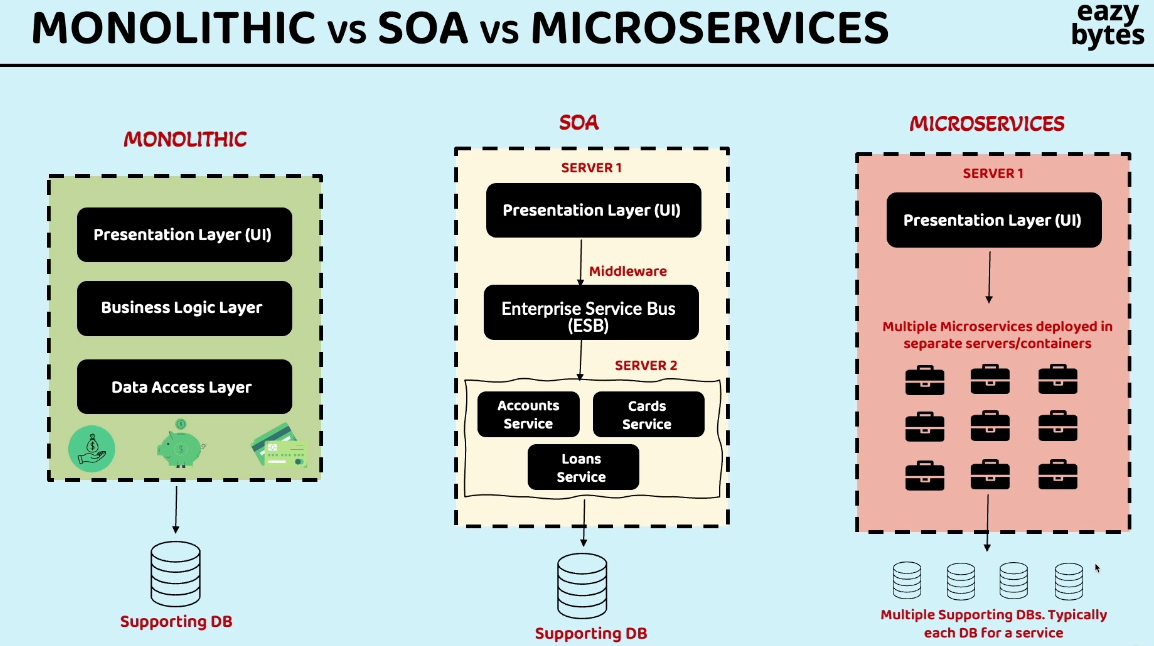 MONOLITHIC vs SOA vs MICROSERVICES
eazy
bytes
MONOLITHIC
Presentation Layer (UI)
Business Logic Layer
Data Access Layer
Supporting DB
SOA
SERVER 1
Presentation Layer (UI)
Middleware
Enterprise Service Bus
(ESB)
SERVER 2
Accounts
Service
Cards
Service
Loans
Service
Supporting DB
MICROSERVICES
SERVER 1
Presentation Layer (UI)
Multiple Microservices deployed in
separate servers/containers
Multiple Supporting DBs. Typically
each DB for a service